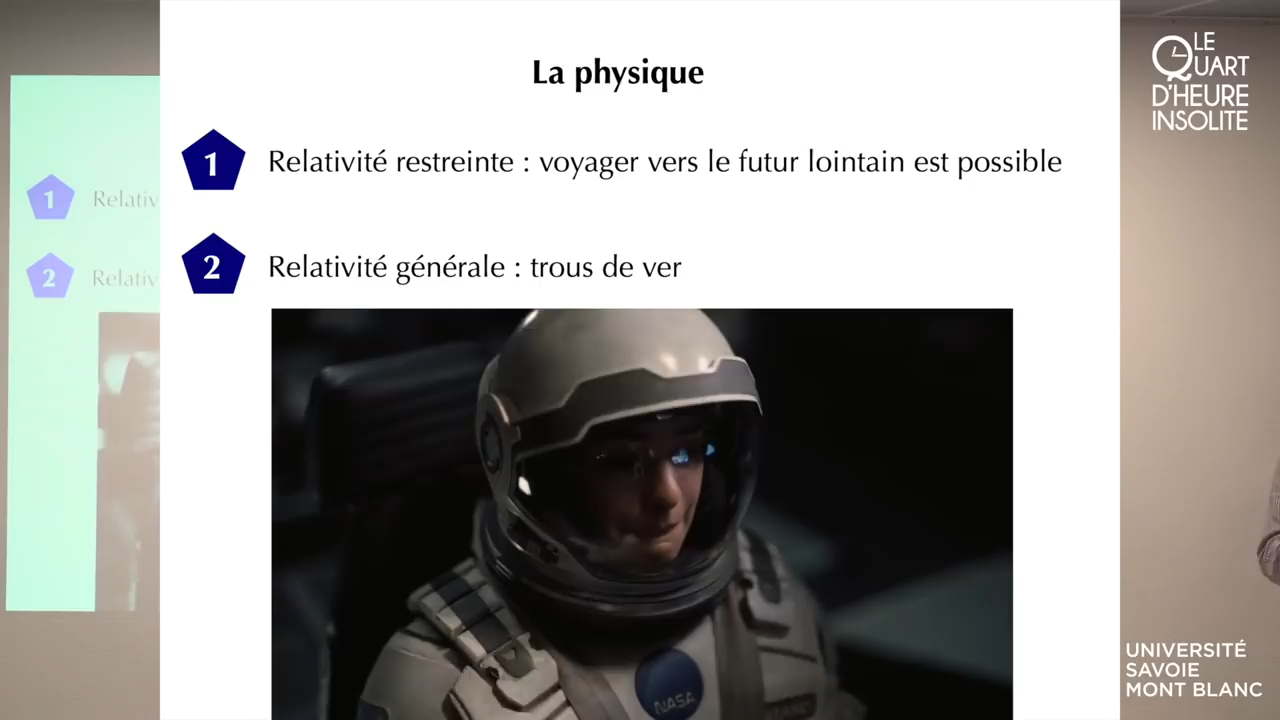 La physique
1 Relativité restreinte : voyager vers le futur lointain est possible
2 Relativité générale : trous de ver
NASA
1 Relativ
2 Relativ
LE
QUART
D'HEURE
INSOLITE
UNIVERSITÉ
SAVOIE
MONT BLANC